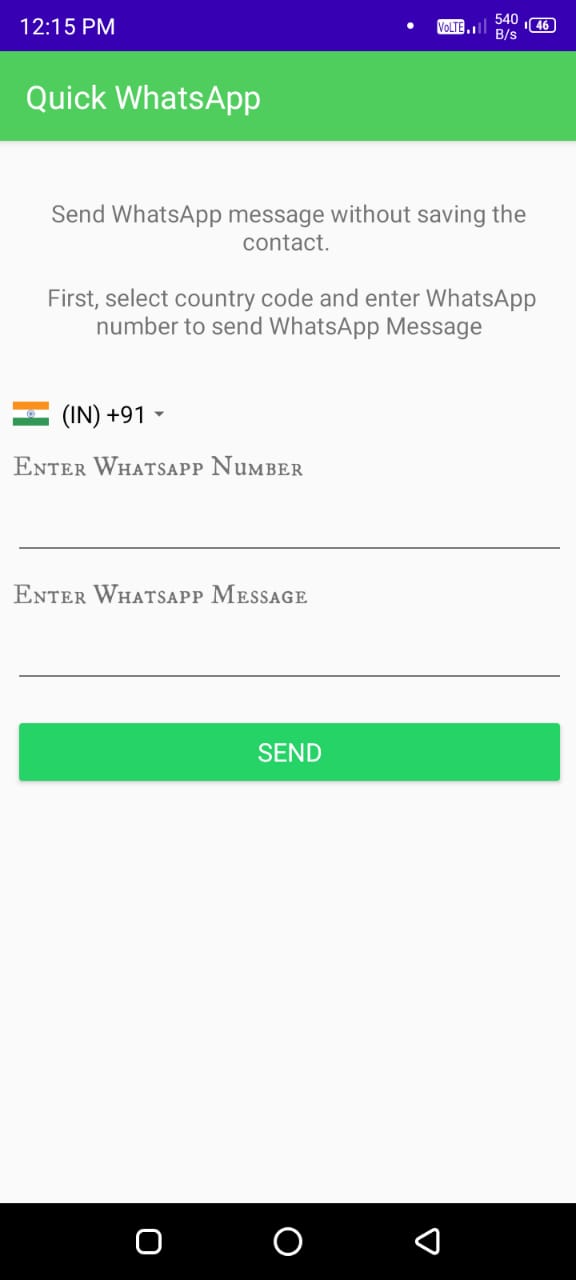 12:15 PM
VoLTE
540
B/s
46
Quick WhatsApp
Send WhatsApp message without saving the
contact.
First, select country code and enter WhatsApp
number to send WhatsApp Message
(IN) +91
Enter Whatsapp Number
Enter Whatsapp Message
SEND